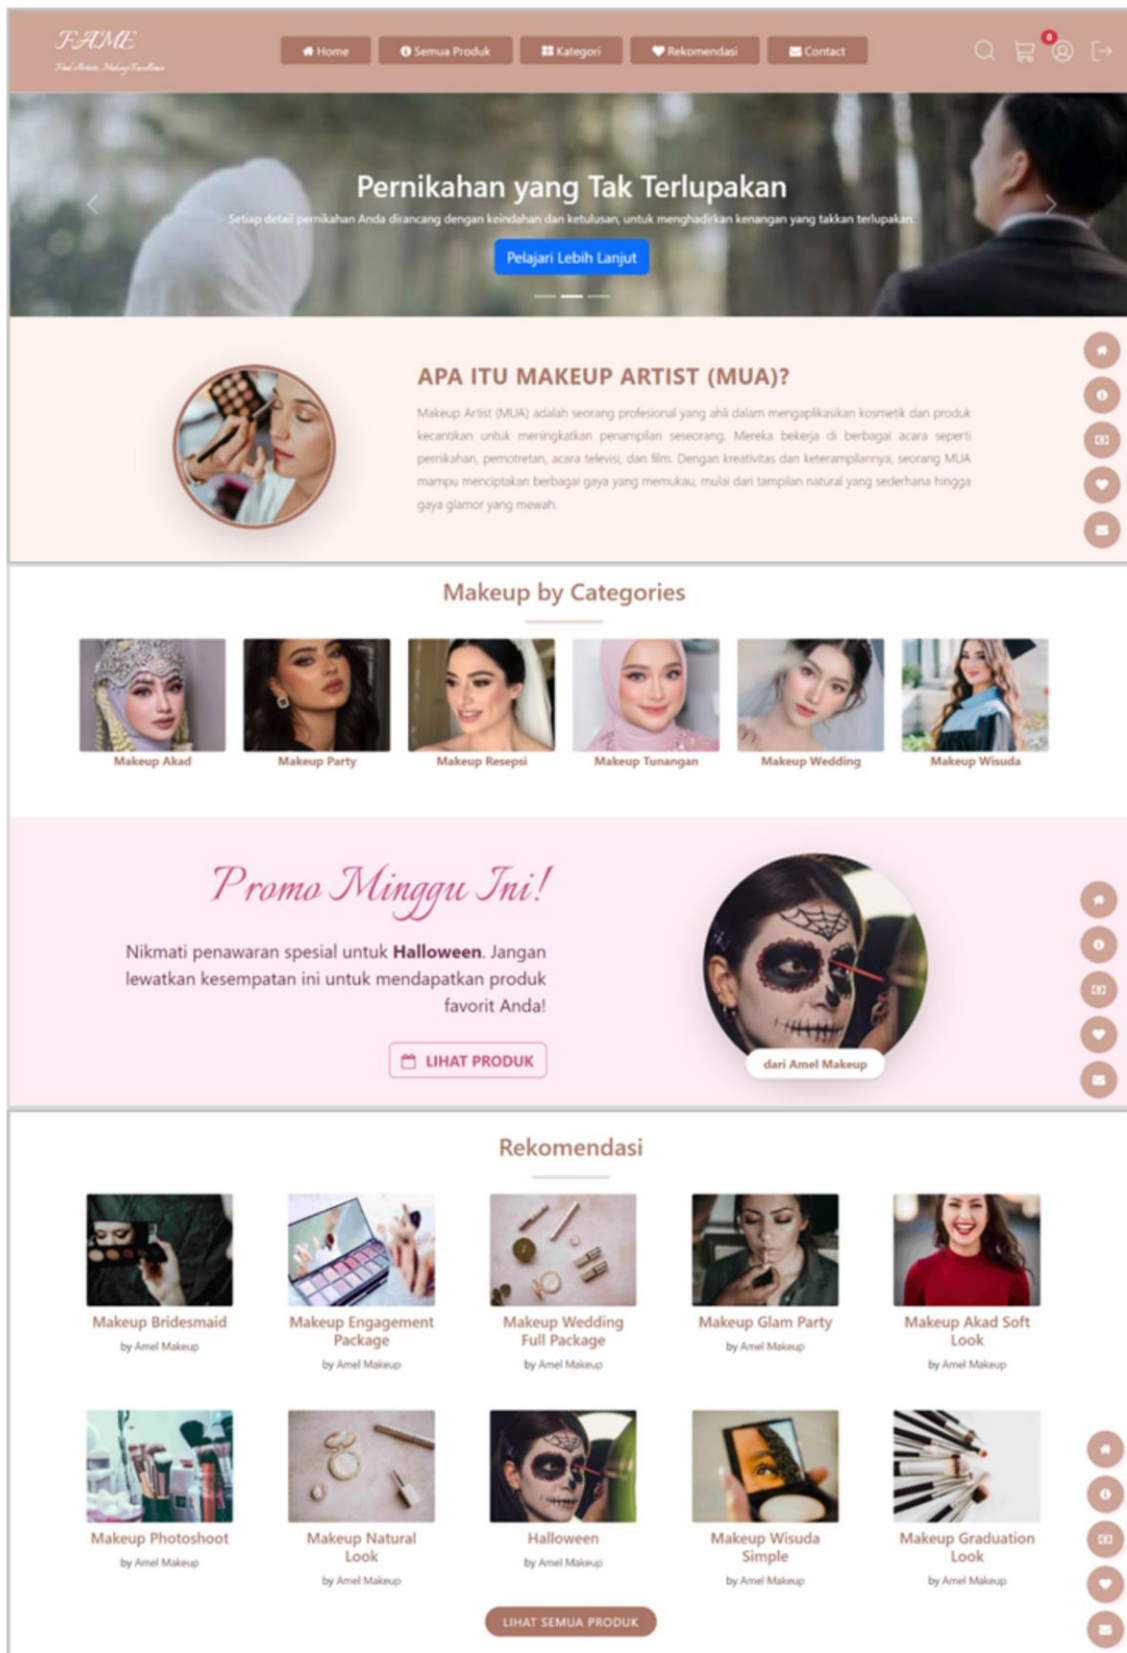 FAME
Find Artists, Makeup Excellence
Home
Semua Produk
Kategori
Rekomendasi
Contact
0
Pernikahan yang Tak Terlupakan
Setiap detail pernikahan Anda dirancang dengan keindahan dan ketulusan, untuk menghadirkan kenangan yang takkan terlupakan.
Pelajari Lebih Lanjut
APA ITU MAKEUP ARTIST (MUA)?
Makeup Artist (MUA) adalah seorang profesional yang ahli dalam mengaplikasikan kosmetik dan produk
kecantikan untuk meningkatkan penampilan seseorang. Mereka bekerja di berbagai acara seperti
pernikahan, pemotretan, acara televisi, dan film. Dengan kreativitas dan keterampilannya, seorang MUA
mampu menciptakan berbagai gaya yang memukau, mulai dari tampilan natural yang sederhana hingga
gaya glamor yang mewah.
Makeup by Categories
Makeup Akad
Makeup Party
Makeup Resepsi
Makeup Tunangan
Makeup Wedding
Makeup Wisuda
Promo Minggu Ini!
Nikmati penawaran spesial untuk Halloween. Jangan
lewatkan kesempatan ini untuk mendapatkan produk
favorit Anda!
LIHAT PRODUK
dari Amel Makeup
Rekomendasi
Makeup Bridesmaid
by Amel Makeup
Makeup Engagement
Package
by Amel Makeup
Makeup Wedding
Full Package
by Amel Makeup
Makeup Glam Party
by Amel Makeup
Makeup Akad Soft
Look
by Amel Makeup
Makeup Photoshoot
by Amel Makeup
Makeup Natural
Look
by Amel Makeup
Halloween
by Amel Makeup
Makeup Wisuda
Simple
by Amel Makeup
Makeup Graduation
Look
by Amel Makeup
LIHAT SEMUA PRODUK